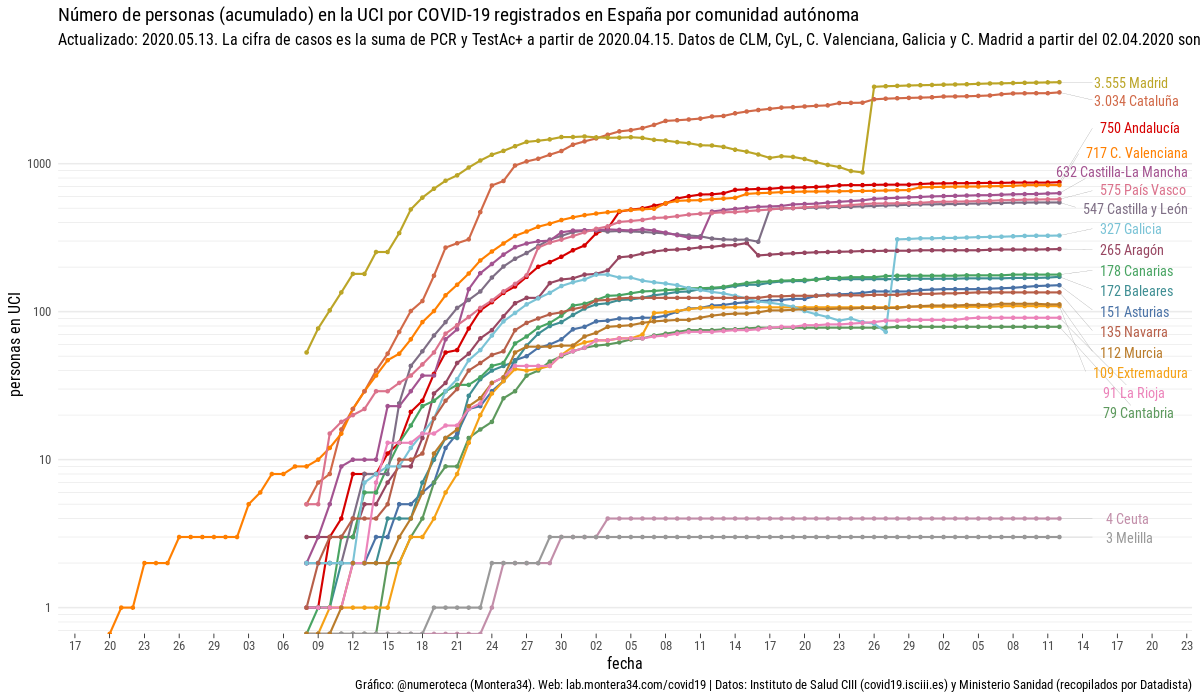 Número de personas (acumulado) en la UCI por COVID-19 registrados en España por comunidad autónoma
Actualizado: 2020.05.13. La cifra de casos es la suma de PCR y TestAc+ a partir de 2020.04.15. Datos de CLM, CyL, C. Valenciana, Galicia y C. Madrid a partir del 02.04.2020 son
personas en UCI
1000
100
10
1
3.555 Madrid
3.034 Cataluña
750 Andalucía
717 C. Valenciana
632 Castilla-La Mancha
575 País Vasco
547 Castilla y León
327 Galicia
265 Aragón
178 Canarias
172 Baleares
151 Asturias
135 Navarra
112 Murcia
109 Extremadura
91 La Rioja
79 Cantabria
4 Ceuta
3 Melilla
17 20 23 26 29 03 06 09 12 15 18 21 24 27 30 02 05 08 11 14 17 20 23 26 29 02 05 08 11 14 17 20 23
fecha
Gráfico: @numeroteca (Montera34). Web: lab.montera34.com/covid19 | Datos: Instituto de Salud CIII (covid19.isciii.es) y Ministerio Sanidad (recopilados por Datadista)